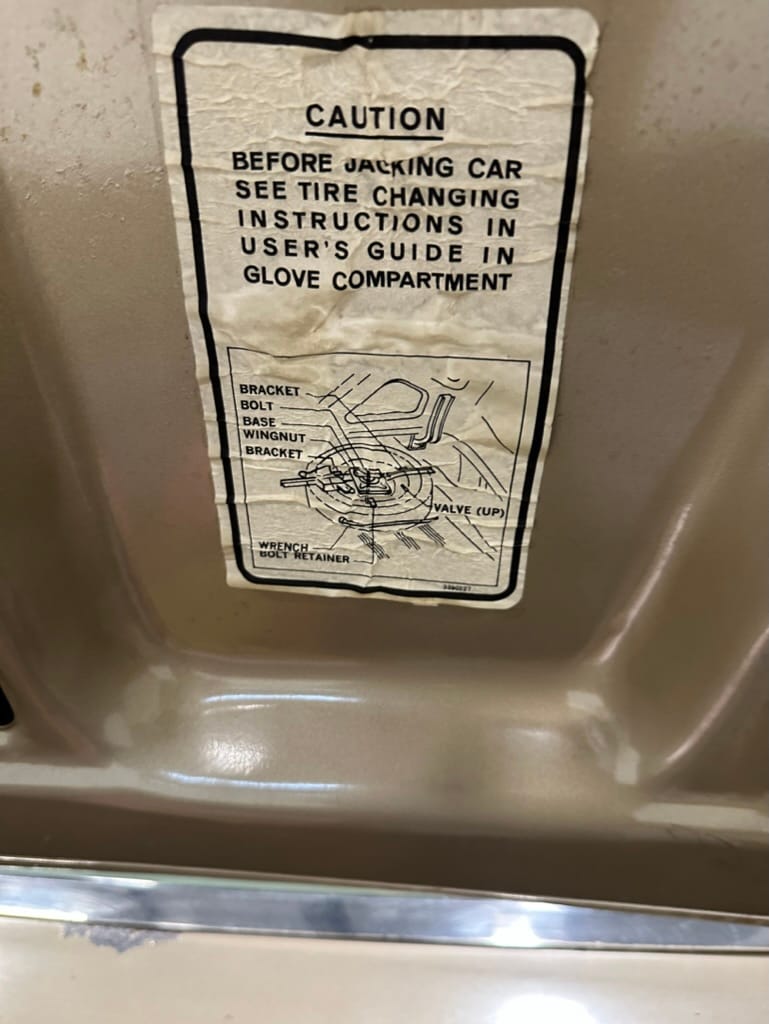 CAUTION
BEFORE JACKING CAR
SEE TIRE CHANGING
INSTRUCTIONS IN
USER'S GUIDE IN
GLOVE COMPARTMENT
BRACKET
BOLT
BASE
WINGNUT
BRACKET
VALVE (UP)
WRENCH
BOLT RETAINER